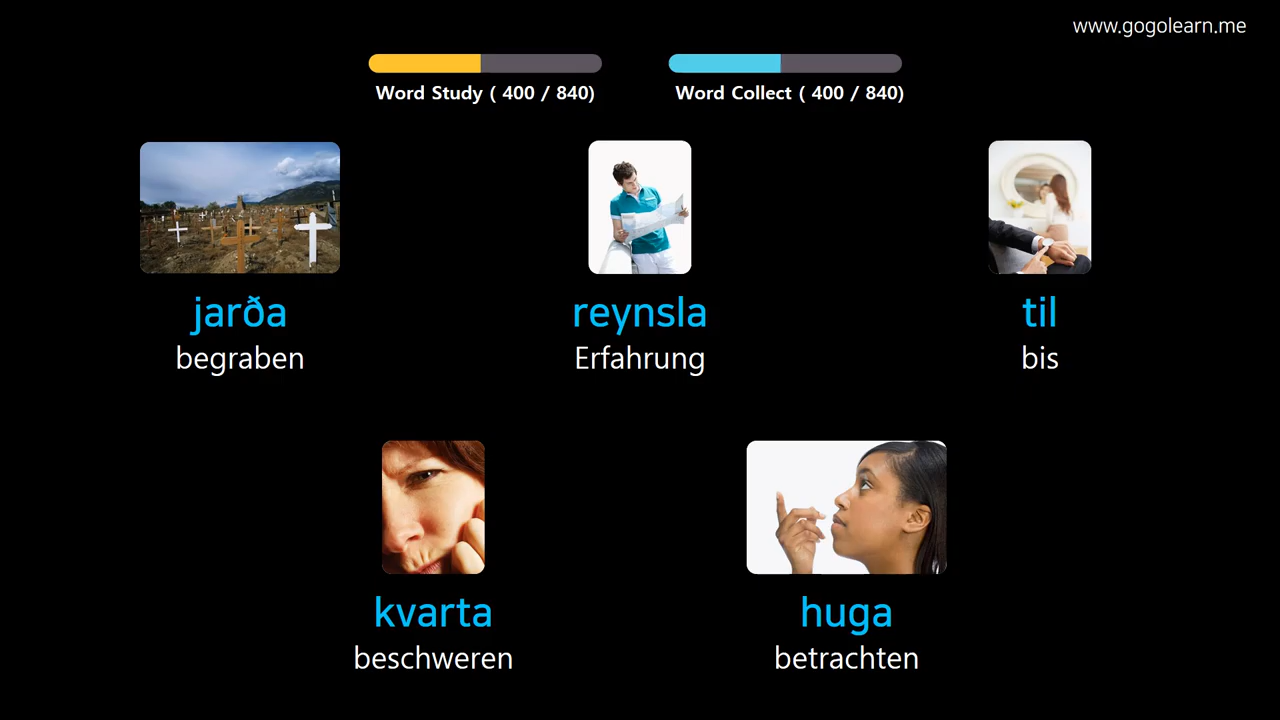 www.gogolearn.me
Word Study ( 400 / 840)
Word Collect ( 400 / 840)
jarða
begraben
reynsla
Erfahrung
til
bis
kvarta
beschweren
huga
betrachten